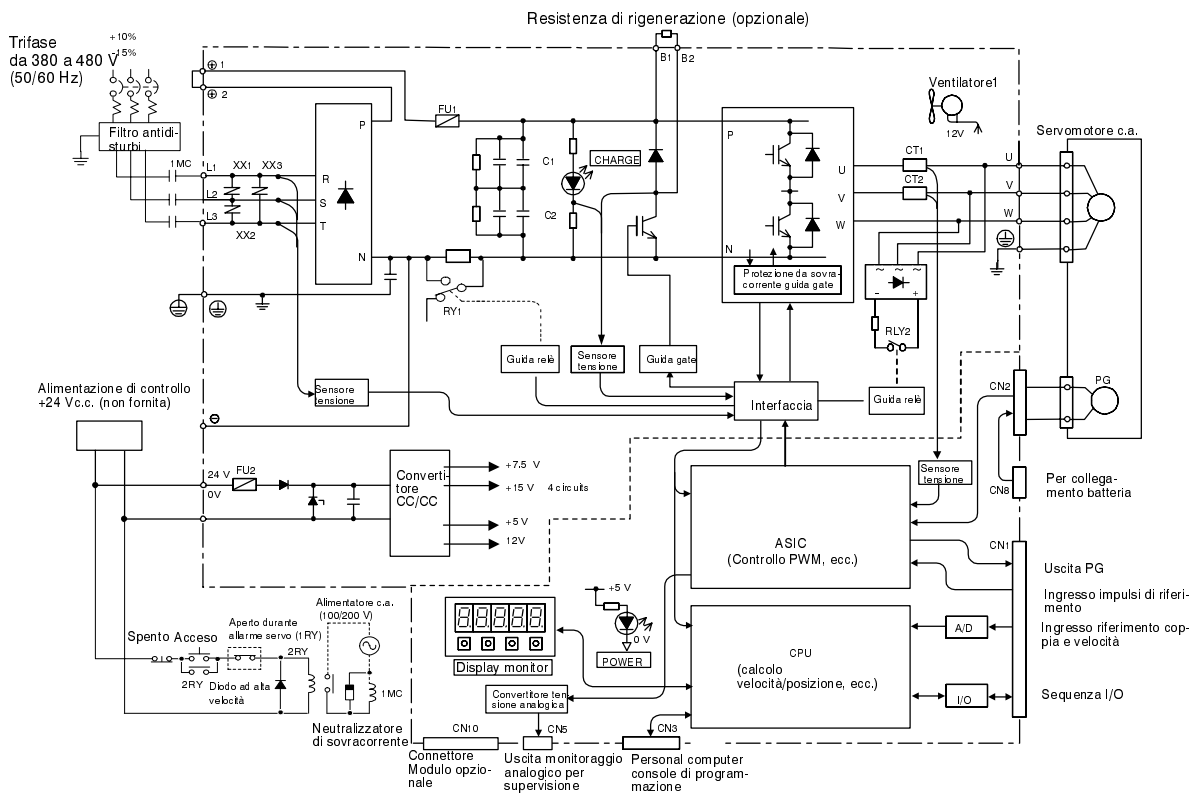 Resistenza di rigenerazione (opzionale)
Trifase
da 380 a 480 V
(50/60 Hz)
+10%
-15%
B1
B2
1
2
FU1
P
Ventilatore1
12V
Servomotore c.a.
Filtro antidi-
sturbi
1MC
L1
L2
L3
XX1
XX3
XX2
R
S
T
N
C1
C2
CHARGE
P
N
U
V
W
CT1
CT2
U
V
W
Protezione da sovra-
corrente guida gate
~
~
~
-
+
RLY2
RY1
Guida relè
Sensore
tensione
Guida gate
Sensore
tensione
Interfaccia
Guida relè
CN2
PG
Alimentazione di controllo
+24 Vc.c. (non fornita)
24 V
0V
FU2
Converti-
tore
CC/CC
+7.5 V
+15 V
4 circuits
+5 V
12V
Sensore
tensione
CN8
Per collega-
mento batteria
ASIC
(Controllo PWM, ecc.)
CN1
Uscita PG
Ingresso impulsi di riferi-
mento
Ingresso riferimento cop-
pia e velocità
A/D
Sequenza I/O
I/O
CPU
(calcolo
velocità/posizione, ecc.)
+5 V
0 V
POWER
Display monitor
Convertitore ten-
sione analogica
Alimentatore c.a.
(100/200 V)
Spento
Acceso
Aperto durante
allarme servo (1RY)
2RY
2RY
Diodo ad alta
velocità
1MC
Neutralizzatore
di sovracorrente
CN10
CN5
CN3
Connettore
Modulo opzio-
nale
Uscita monitoraggio
analogico per
supervisione
Personal computer
console di program-
mazione